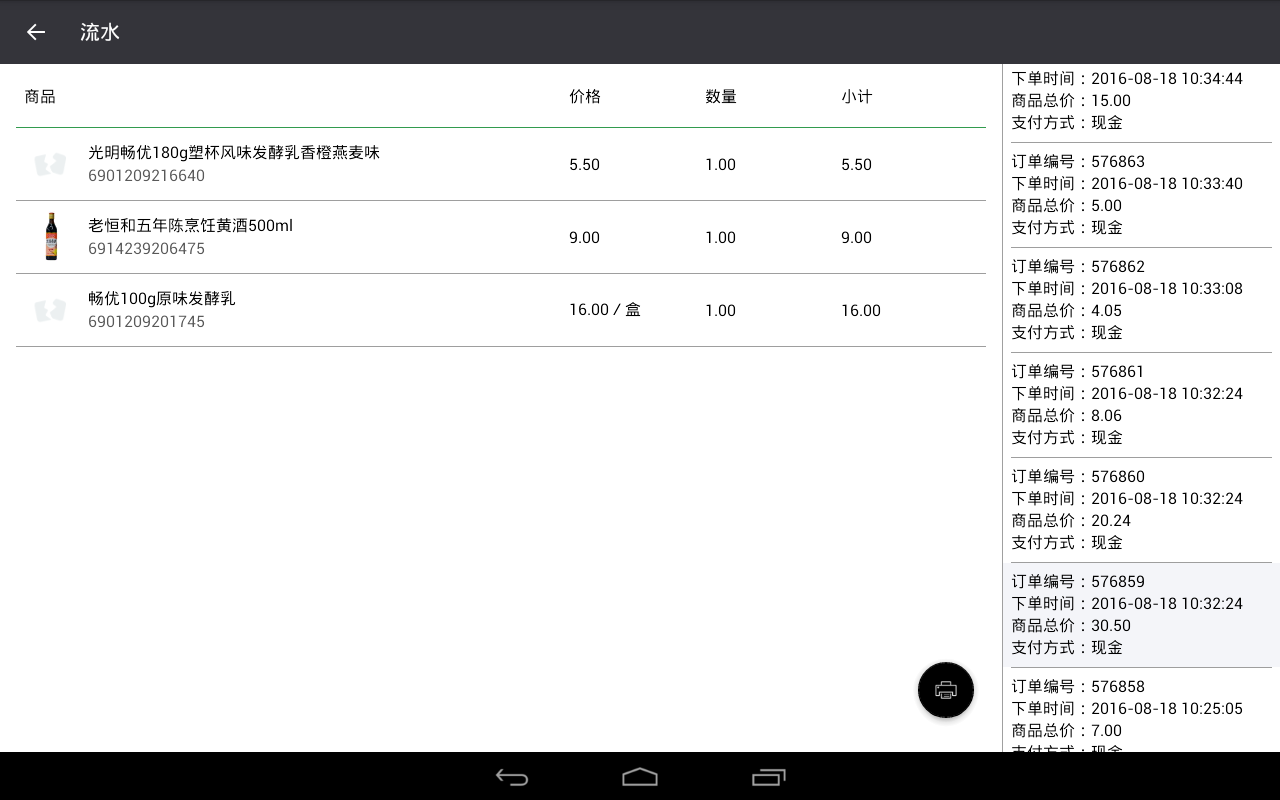 流水
商品 价格 数量 小计
光明畅优180g塑杯风味发酵乳香橙燕麦味
6901209216640
5.50 1.00 5.50
老恒和五年陈烹饪黄酒500ml
6914239206475
9.00 1.00 9.00
畅优100g原味发酵乳
6901209201745
16.00 / 盒 1.00 16.00
下单时间：2016-08-18 10:34:44
商品总价：15.00
支付方式：现金
订单编号：576863
下单时间：2016-08-18 10:33:40
商品总价：5.00
支付方式：现金
订单编号：576862
下单时间：2016-08-18 10:33:08
商品总价：4.05
支付方式：现金
订单编号：576861
下单时间：2016-08-18 10:32:24
商品总价：8.06
支付方式：现金
订单编号：576860
下单时间：2016-08-18 10:32:24
商品总价：20.24
支付方式：现金
订单编号：576859
下单时间：2016-08-18 10:32:24
商品总价：30.50
支付方式：现金
订单编号：576858
下单时间：2016-08-18 10:25:05
商品总价：7.00
支付方式：现金